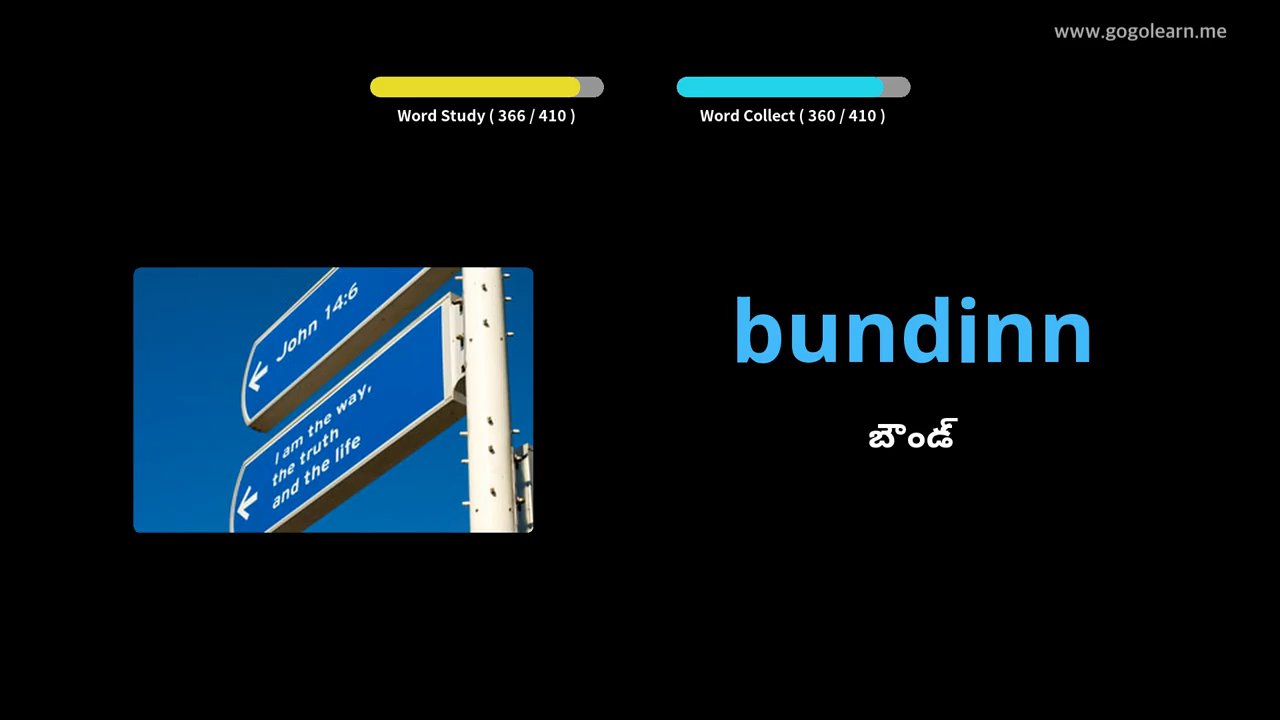 www.gogolearn.me
Word Study ( 366 / 410 )
Word Collect ( 360 / 410 )
John 14:6
I am the way,
the truth
and the life
bundinn
బౌండ్